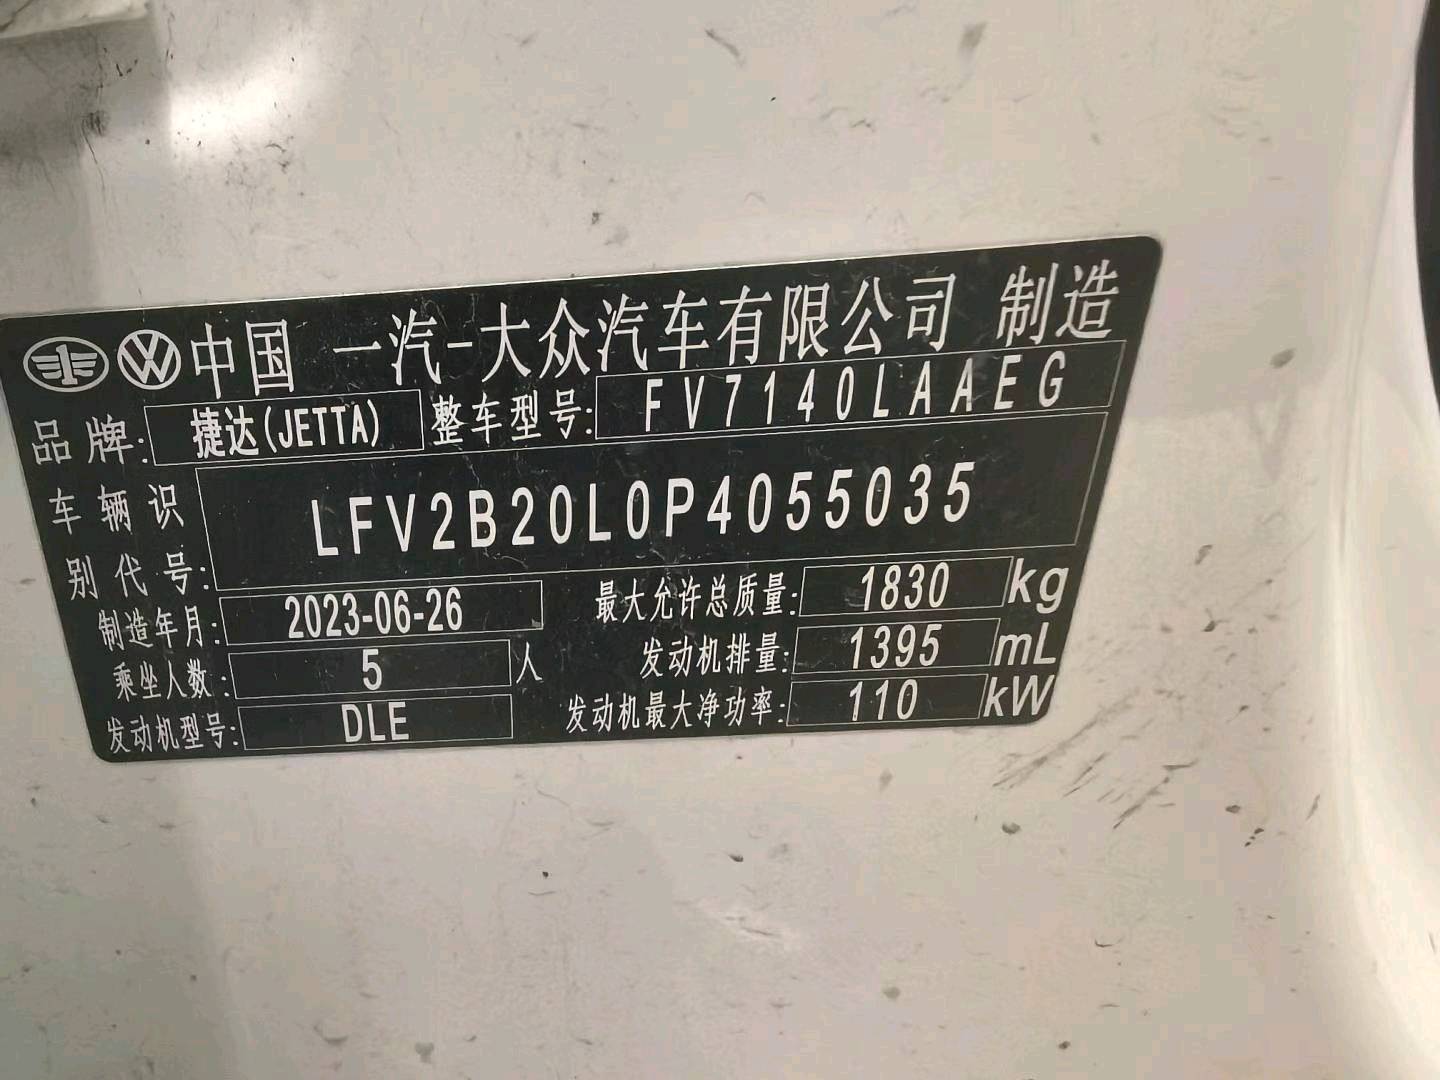 中国 一汽-大众汽车有限公司 制造
品牌: 捷达(JETTA) 整车型号: FV7140LAAEG
车辆识别代号: LFV2B20L0P4055035
制造年月: 2023-06-26 最大允许总质量: 1830 kg
乘坐人数: 5 人 发动机排量: 1395 mL
发动机型号: DLE 发动机最大净功率: 110 kW